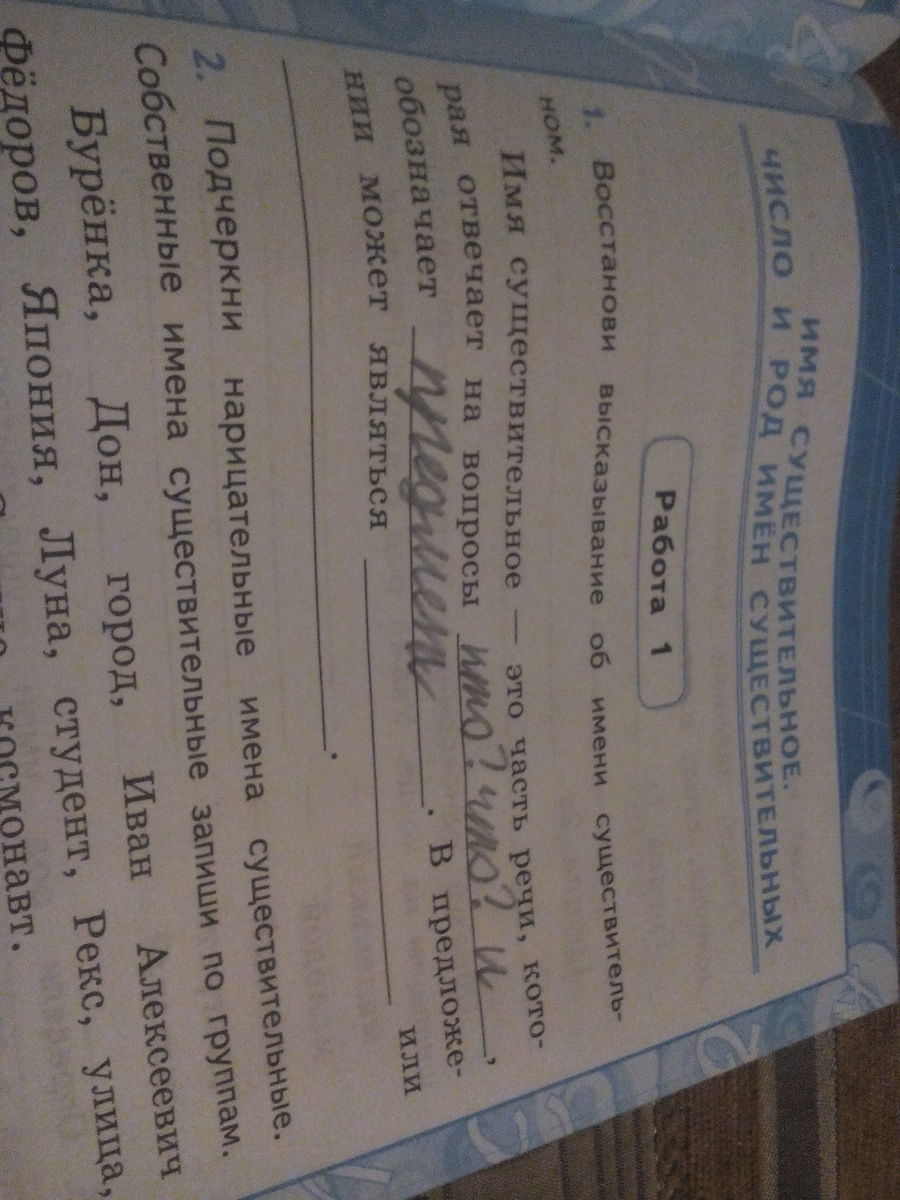 ИМЯ СУЩЕСТВИТЕЛЬНОЕ.
ЧИСЛО И РОД ИМЁН СУЩЕСТВИТЕЛЬНЫХ
Работа 1
1. Восстанови высказывание об имени существитель-
ном.
Имя существительное — это часть речи, кото-
рая отвечает на вопросы что? что? и,
обозначает предмет. В предложе-
нии может являться или
.
2. Подчеркни нарицательные имена существительные.
Собственные имена существительные запиши по группам.
Бурёнка, Дон, город, Иван Алексеевич
Фёдоров, Япония, Луна, студент, Рекс, улица,
космонавт.